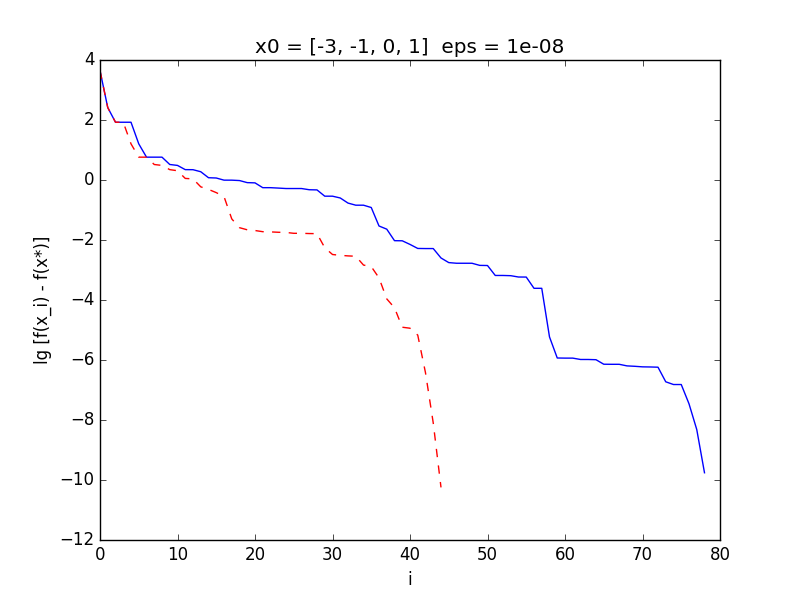 x0 = [-3, -1, 0, 1]  eps = 1e-08
4
2
0
−2
−4
−6
−8
−10
−12
lg [f(x_i) - f(x*)]
0 10 20 30 40 50 60 70 80
i